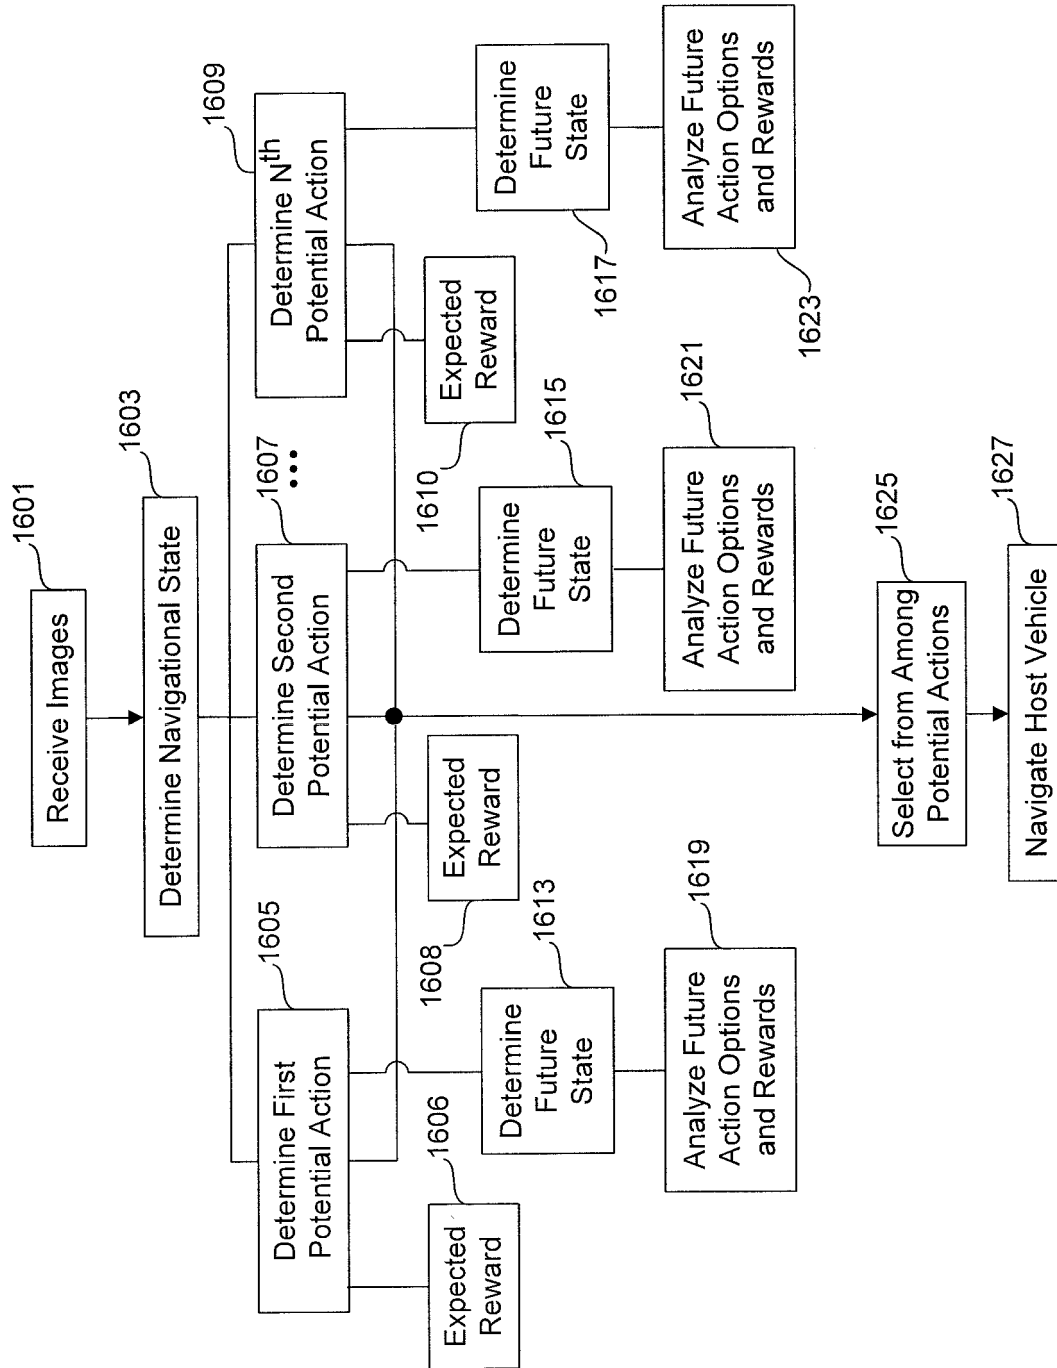 1601
Receive Images
1603
Determine Navigational State
1605
Determine First
Potential Action
1607
Determine Second
Potential Action
•••
1609
Determine Nth
Potential Action
1606
Expected
Reward
1608
Expected
Reward
1610
Expected
Reward
1613
Determine
Future
State
1615
Determine
Future
State
1617
Determine
Future
State
1619
Analyze Future
Action Options
and Rewards
1621
Analyze Future
Action Options
and Rewards
1623
Analyze Future
Action Options
and Rewards
1625
Select from Among
Potential Actions
1627
Navigate Host Vehicle